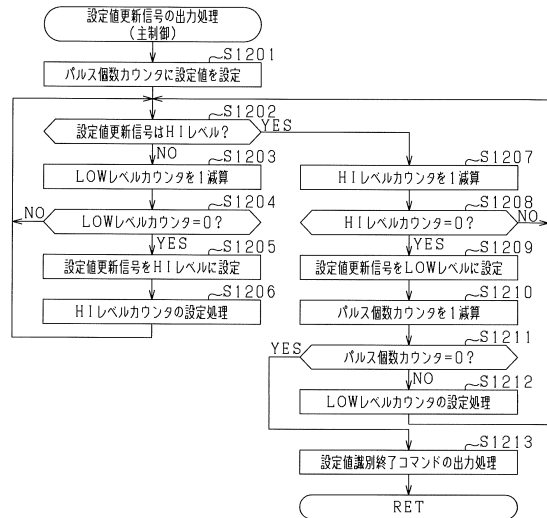 設定値更新信号の出力処理
(主制御)
S1201
パルス個数カウンタに設定値を設定
S1202
設定値更新信号はHIレベル?
YES
NO
S1203
LOWレベルカウンタを1減算
S1204
NO
LOWレベルカウンタ=0?
YES
S1205
設定値更新信号をHIレベルに設定
S1206
HIレベルカウンタの設定処理
S1207
HIレベルカウンタを1減算
S1208
HIレベルカウンタ=0?
NO
YES
S1209
設定値更新信号をLOWレベルに設定
S1210
パルス個数カウンタを1減算
S1211
YES
パルス個数カウンタ=0?
NO
S1212
LOWレベルカウンタの設定処理
S1213
設定値識別終了コマンドの出力処理
RET